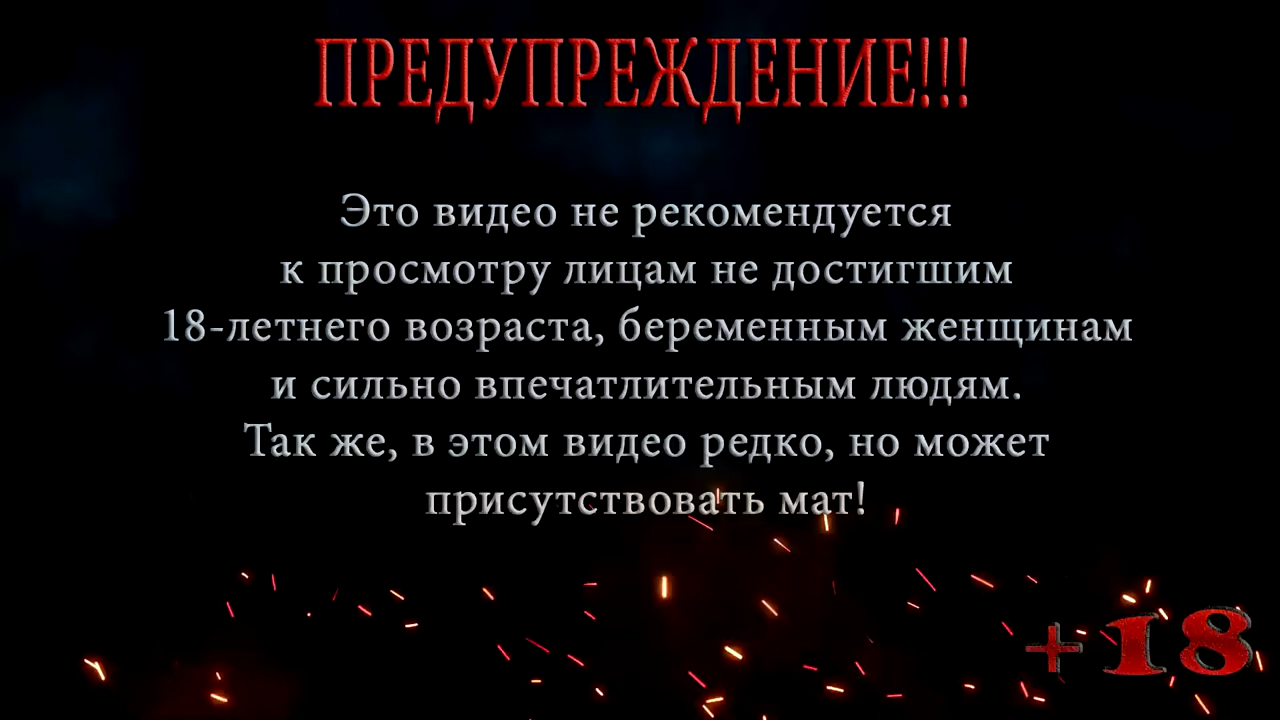 ПРЕДУПРЕЖДЕНИЕ!!!
Это видео не рекомендуется
к просмотру лицам не достигшим
18-летнего возраста, беременным женщинам
и сильно впечатлительным людям.
Так же, в этом видео редко, но может
присутствовать мат!
+18